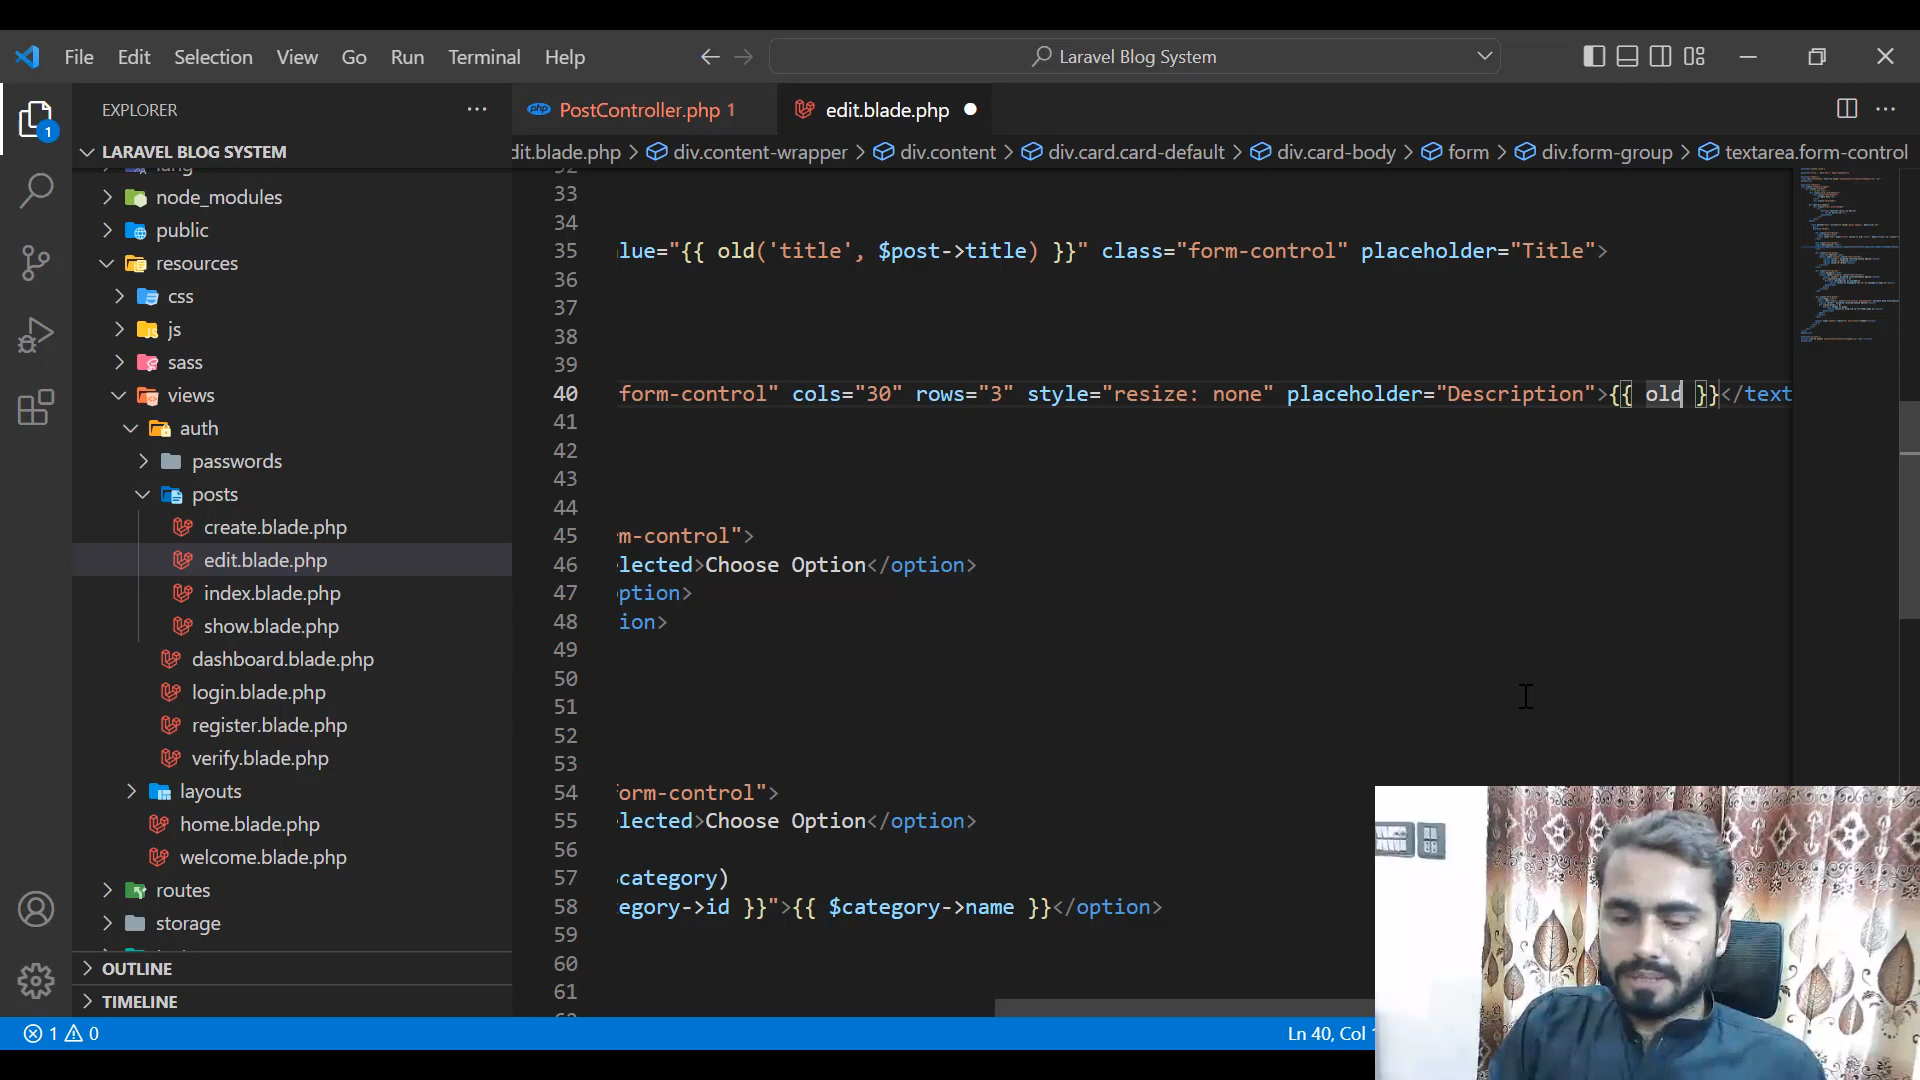 File Edit Selection View Go Run Terminal Help
Laravel Blog System
EXPLORER
PostController.php 1
edit.blade.php
LARAVEL BLOG SYSTEM
dit.blade.php > div.content-wrapper > div.content > div.card.card-default > div.card-body > form > div.form-group > textarea.form-control
lang
node_modules
public
resources
css
js
sass
views
auth
passwords
posts
create.blade.php
edit.blade.php
index.blade.php
show.blade.php
dashboard.blade.php
login.blade.php
register.blade.php
verify.blade.php
layouts
home.blade.php
welcome.blade.php
routes
storage
OUTLINE
TIMELINE
32
33
34
35 lue="{{ old('title', $post->title) }}" class="form-control" placeholder="Title">
36
37
38
39
40 form-control" cols="30" rows="3" style="resize: none" placeholder="Description">{{ old }}</text
41
42
43
44
45 m-control">
46 lected>Choose Option</option>
47 ption>
48 ion>
49
50
51
52
53
54 orm-control">
55 lected>Choose Option</option>
56
57 category)
58 egory->id }}">{{ $category->name }}</option>
59
60
61
62
1 0
Ln 40, Col
1